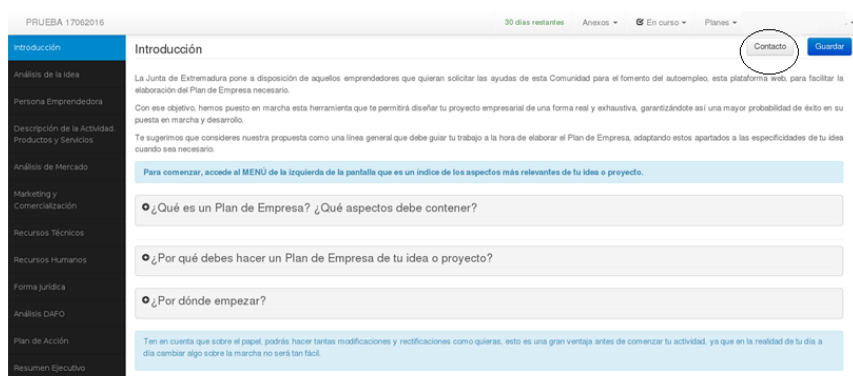 PRUEBA 17062016
30 días restantes
Anexos
En curso
Planes
Introducción
Análisis de la Idea
Persona Emprendedora
Descripción de la Actividad.
Productos y Servicios
Análisis de Mercado
Marketing y
Comercialización
Recursos Técnicos
Recursos Humanos
Forma Jurídica
Análisis DAFO
Plan de Acción
Resumen Ejecutivo
Introducción
Contacto
Guardar
La Junta de Extremadura pone a disposición de aquellos emprendedores que quieran solicitar las ayudas de esta Comunidad para el fomento del autoempleo, esta plataforma web, para facilitar la
elaboración del Plan de Empresa necesario.
Con ese objetivo, hemos puesto en marcha esta herramienta que te permitirá diseñar tu proyecto empresarial de una forma real y exhaustiva, garantizándote así una mayor probabilidad de éxito en su
puesta en marcha y desarrollo.
Te sugerimos que consideres nuestra propuesta como una línea general que debe guiar tu trabajo a la hora de elaborar el Plan de Empresa, adaptando estos apartados a las especificidades de tu idea
cuando sea necesario.
Para comenzar, accede al MENÚ de la izquierda de la pantalla que es un índice de los aspectos más relevantes de tu idea o proyecto.
¿Qué es un Plan de Empresa? ¿Qué aspectos debe contener?
¿Por qué debes hacer un Plan de Empresa de tu idea o proyecto?
¿Por dónde empezar?
Ten en cuenta que sobre el papel, podrás hacer tantas modificaciones y rectificaciones como quieras, esto es una gran ventaja antes de comenzar tu actividad, ya que en la realidad de tu día a
día cambiar algo sobre la marcha no será tan fácil.